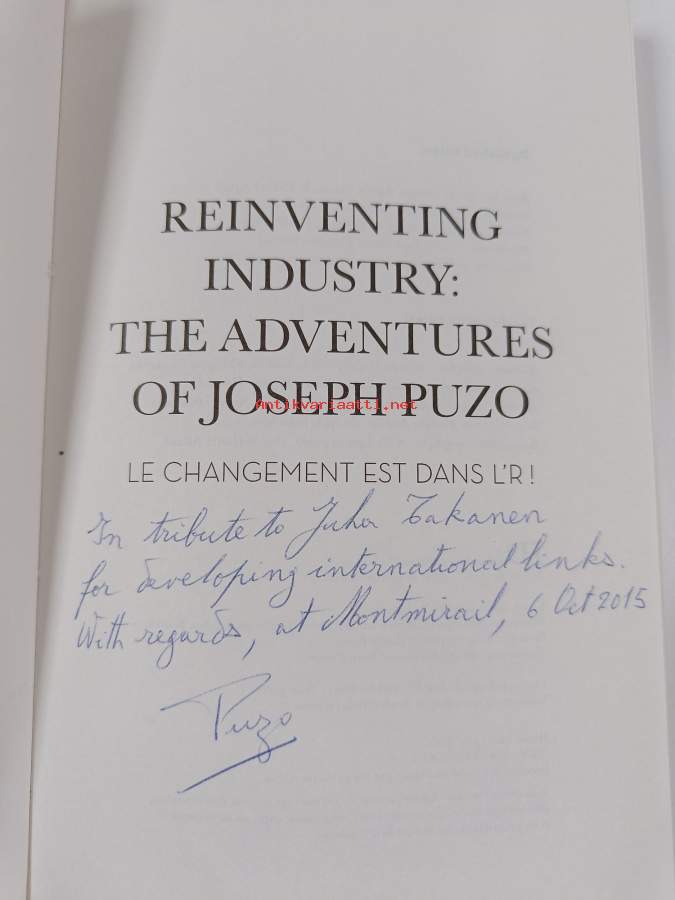 REINVENTING
INDUSTRY:
THE ADVENTURES
OF JOSEPH PUZO
Antikvariaatti.net
LE CHANGEMENT EST DANS L'R !
In tribute to Juha Takanen
for developing international links.
With regards, at Montmirail, 6 Oct 2015
Puzo